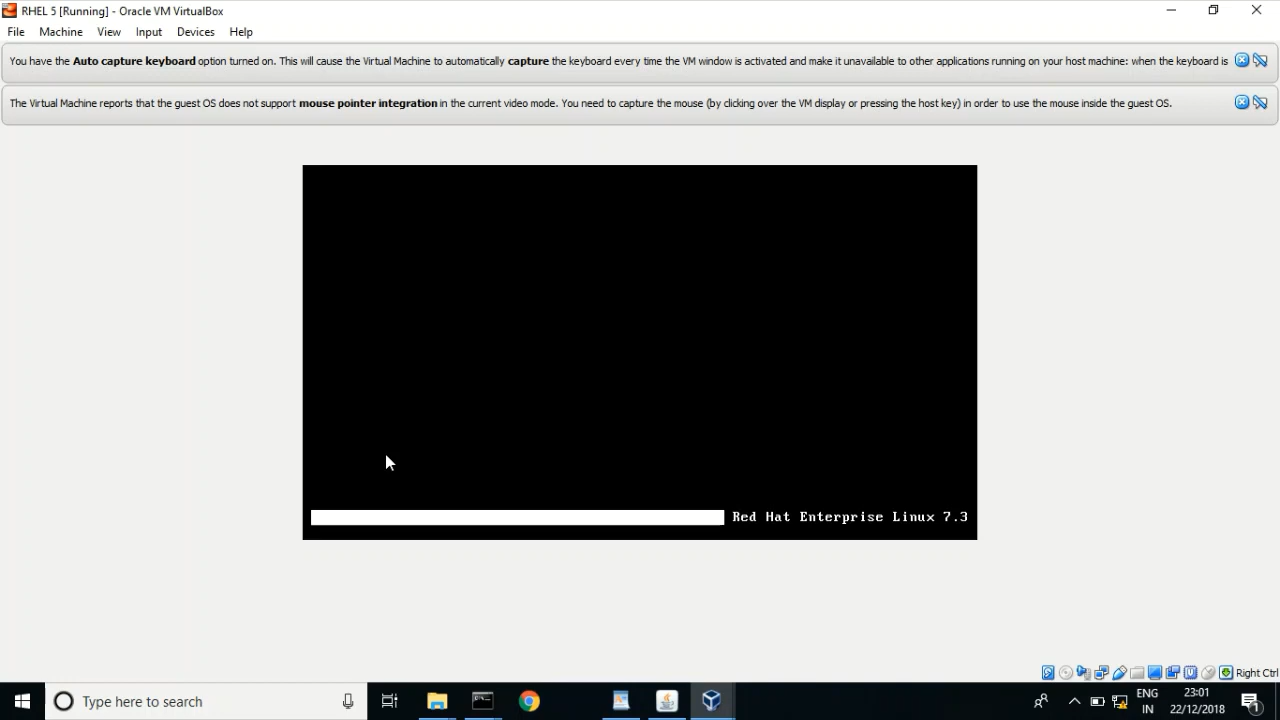 RHEL 5 [Running] - Oracle VM VirtualBox
File Machine View Input Devices Help
You have the Auto capture keyboard option turned on. This will cause the Virtual Machine to automatically capture the keyboard every time the VM window is activated and make it unavailable to other applications running on your host machine: when the keyboard is
The Virtual Machine reports that the guest OS does not support mouse pointer integration in the current video mode. You need to capture the mouse (by clicking over the VM display or pressing the host key) in order to use the mouse inside the guest OS.
Red Hat Enterprise Linux 7.3
Right Ctrl
Type here to search
ENG
IN
23:01
22/12/2018
1